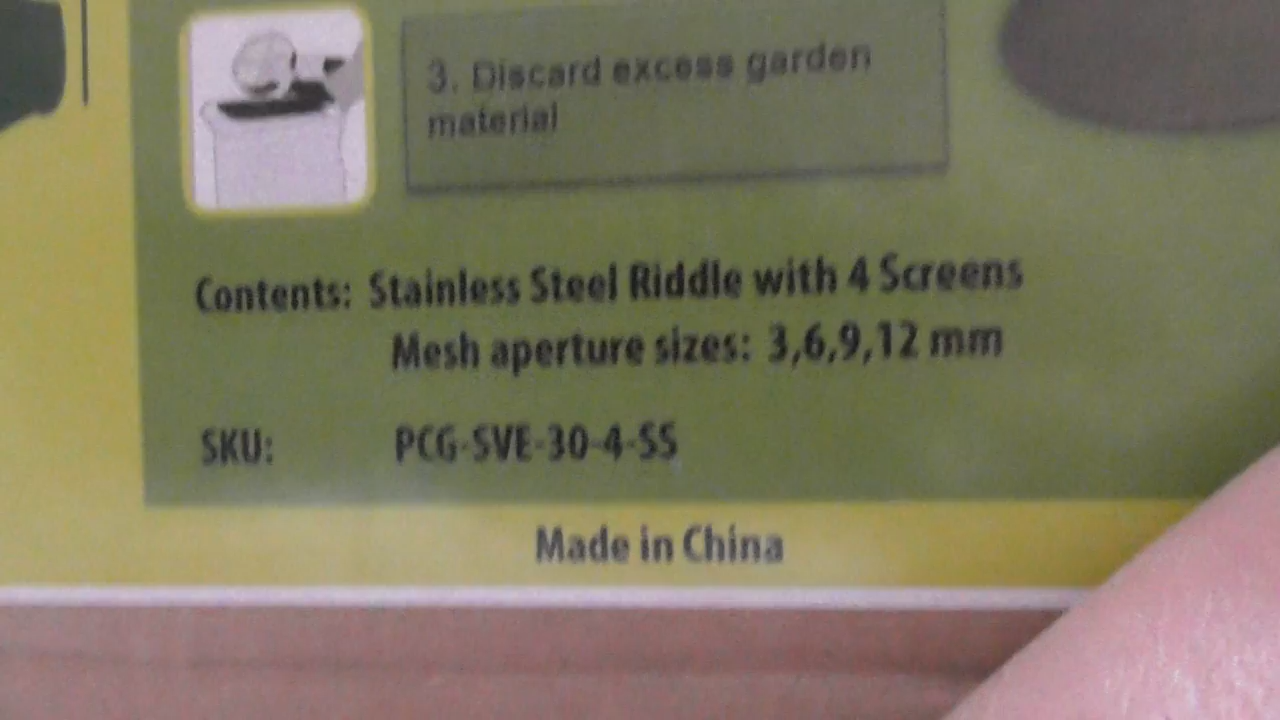 3. Discard excess garden
material
Contents: Stainless Steel Riddle with 4 Screens
Mesh aperture sizes: 3,6,9,12 mm
SKU: PCG-SVE-30-4-SS
Made in China